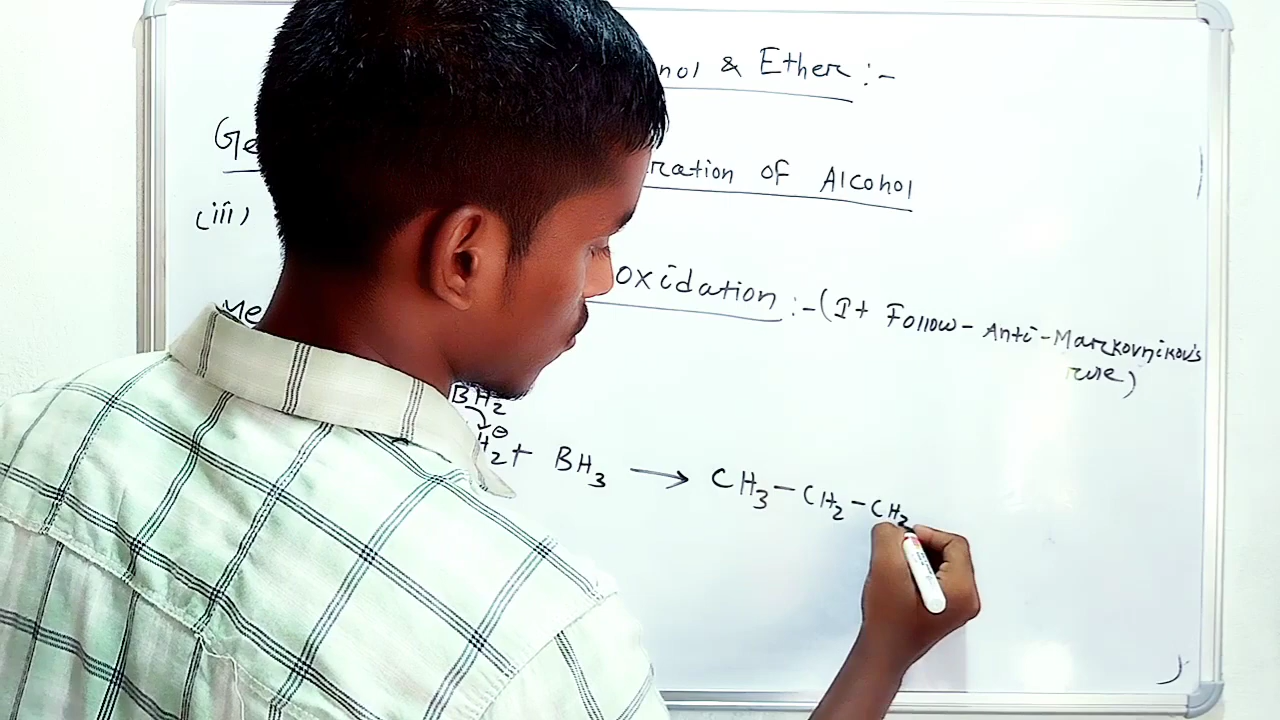 nol & Ether :-
Ge ration of Alcohol
(iii)
oxidation :- (It Follow - Anti - Markovnikov's
rule)
Me
BH2
⊖
H2 + BH3 ⟶ CH3 - CH2 - CH2